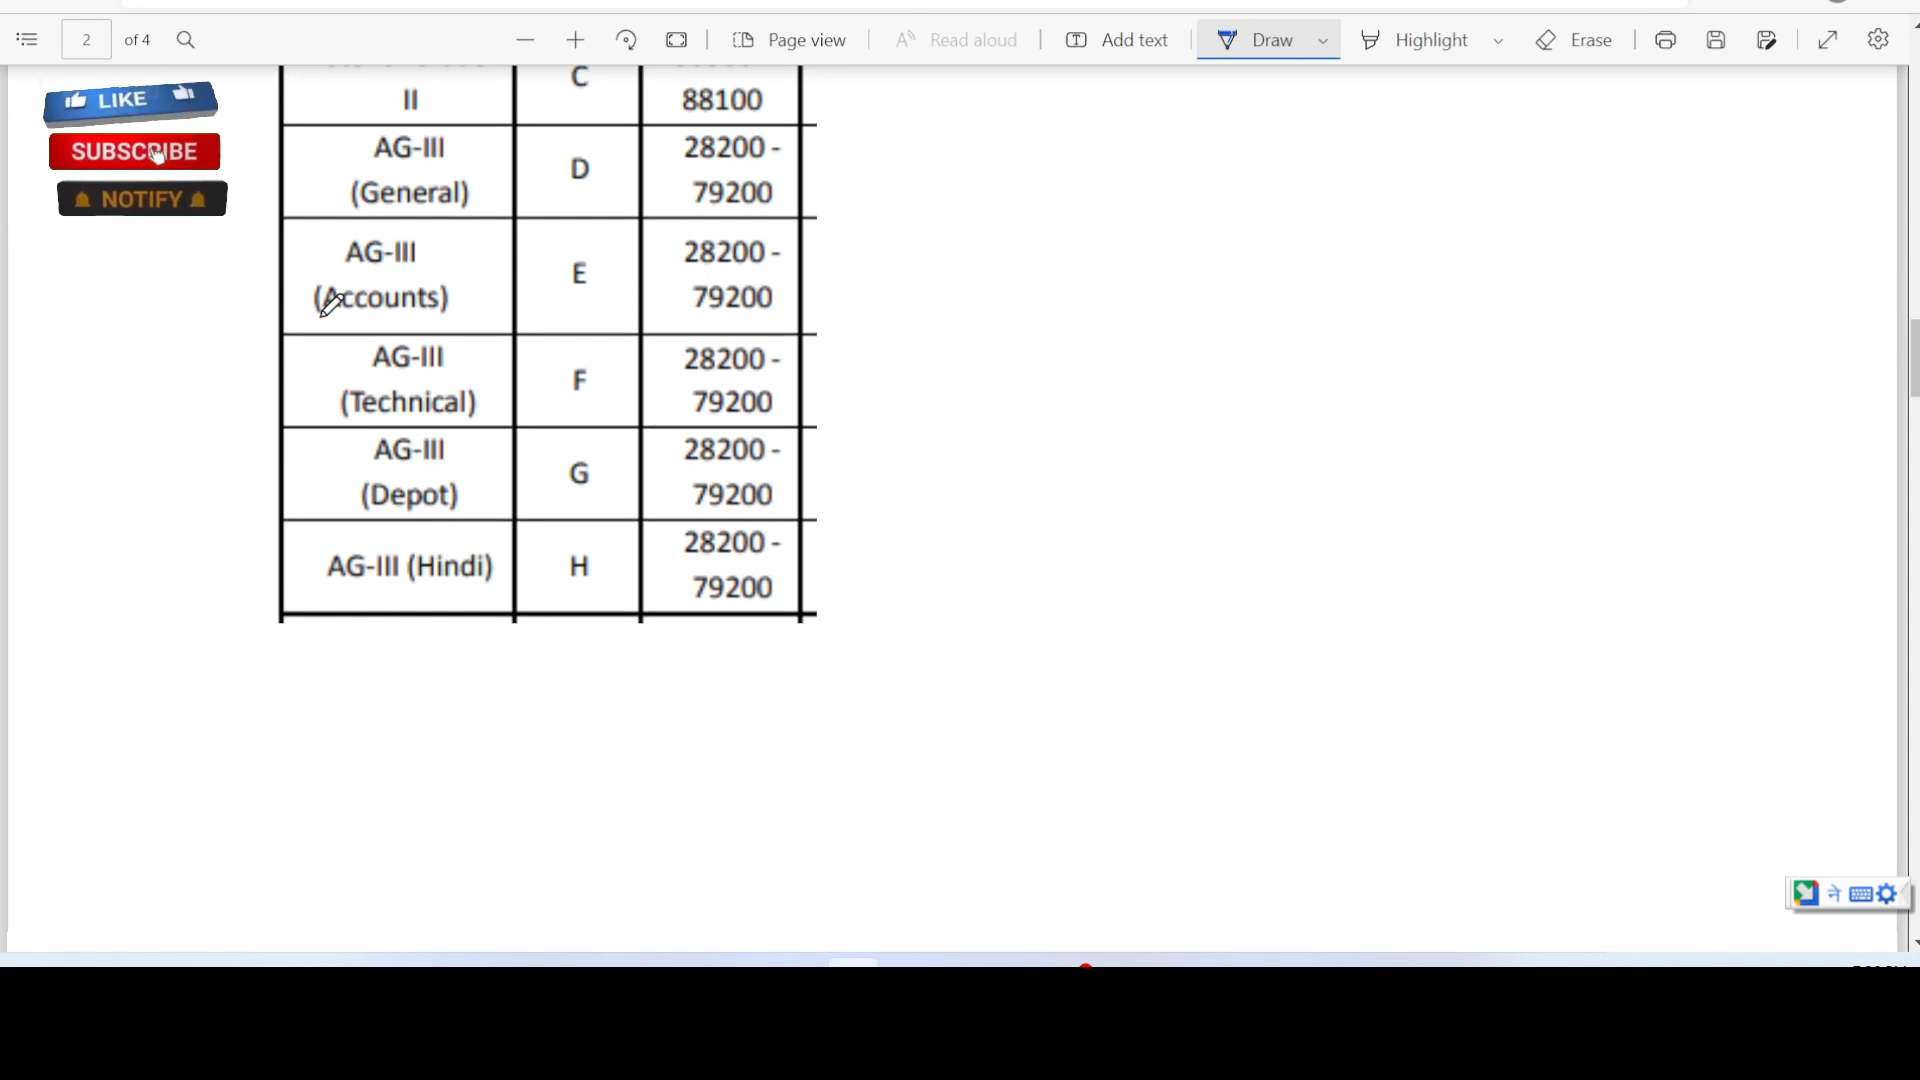 2 of 4 Page view Read aloud Add text Draw Highlight Erase
LIKE
SUBSCRIBE
NOTIFY
C
II 88100
AG-III 28200 -
D
(General) 79200
AG-III 28200 -
E
(Accounts) 79200
AG-III 28200 -
F
(Technical) 79200
AG-III 28200 -
G
(Depot) 79200
28200 -
AG-III (Hindi) H
79200
ने